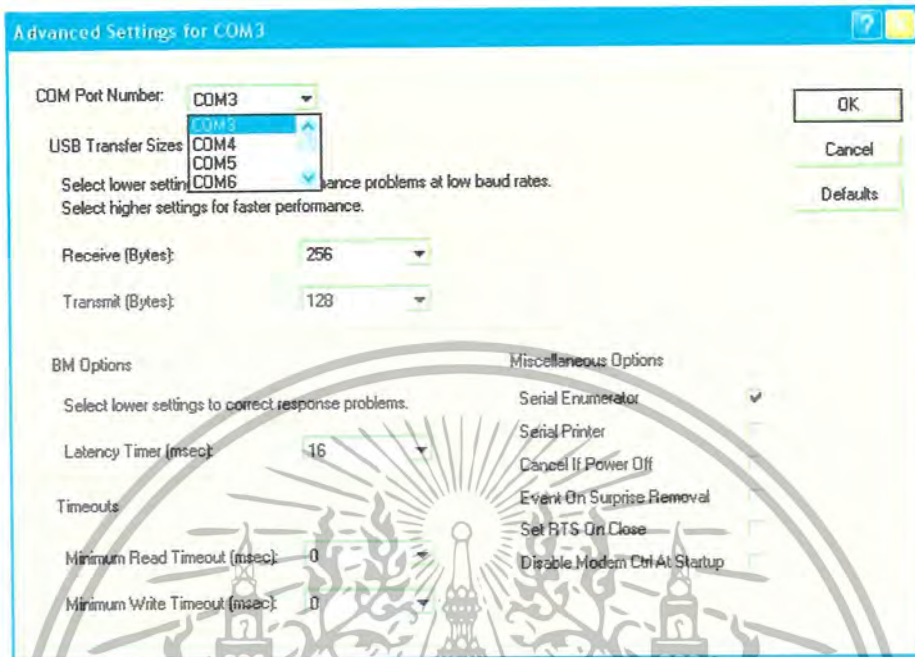 Advanced Settings for COM3
?
COM Port Number: COM3
OK
COM3
COM4
COM5
COM6
USB Transfer Sizes
Cancel
Select lower settin ance problems at low baud rates.
Select higher settings for faster performance.
Defaults
Receive (Bytes): 256
Transmit (Bytes): 128
BM Options
Select lower settings to correct response problems.
Latency Timer (msec): 16
Timeouts
Minimum Read Timeout (msec): 0
Minimum Write Timeout (msec): 0
Miscellaneous Options
Serial Enumerator
Serial Printer
Cancel If Power Off
Event On Surprise Removal
Set RTS On Close
Disable Modem Ctrl At Startup